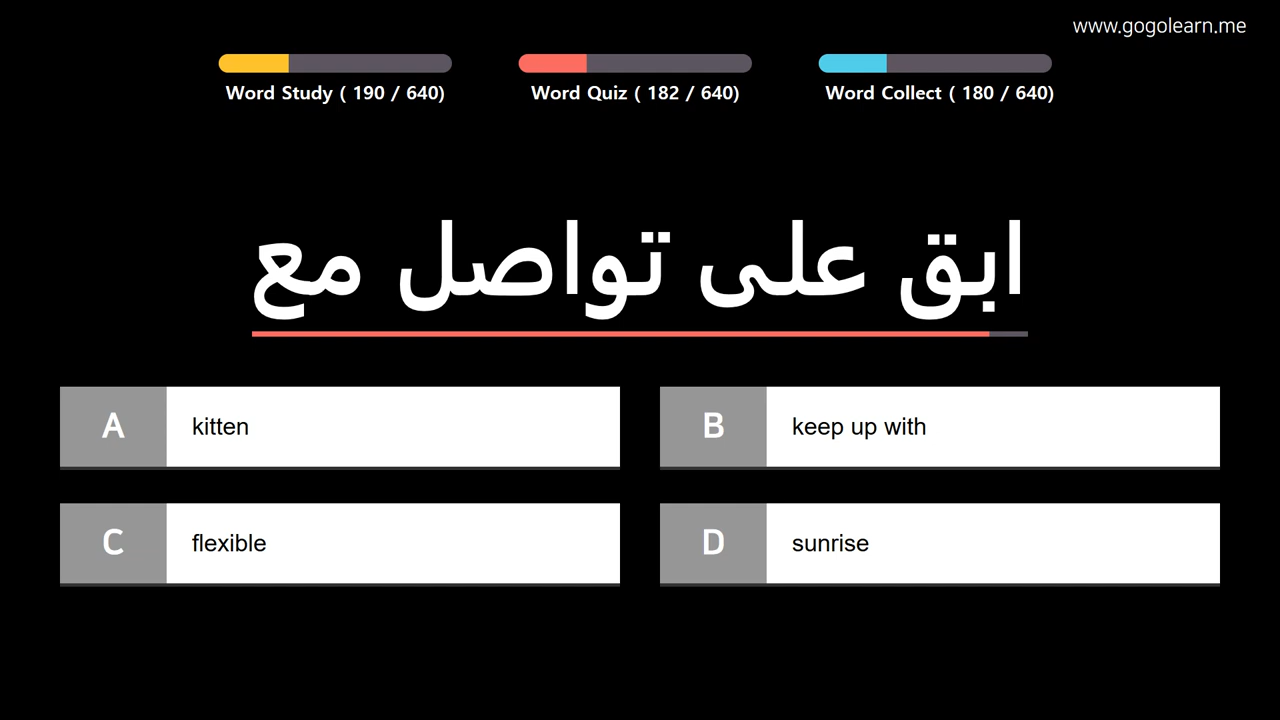 www.gogolearn.me
Word Study ( 190 / 640)
Word Quiz ( 182 / 640)
Word Collect ( 180 / 640)
ابق على تواصل مع
A kitten
B keep up with
C flexible
D sunrise